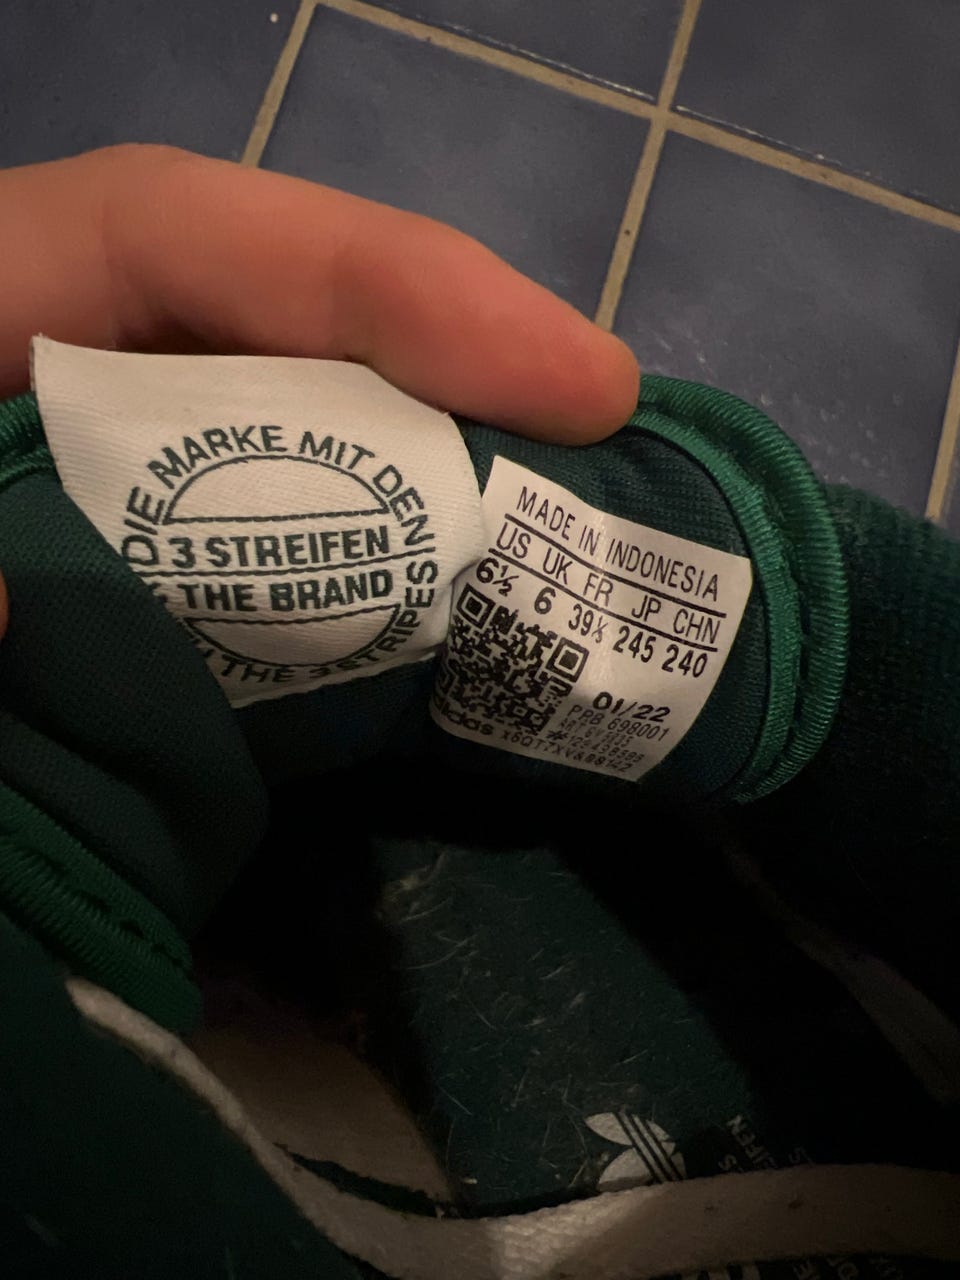 DIE MARKE MIT DEN
3 STREIFEN
THE BRAND
THE 3 STRIPES
MADE IN INDONESIA
US UK FR JP CHN
6½ 6 39⅓ 245 240
01/22
PRB 698001
adidas